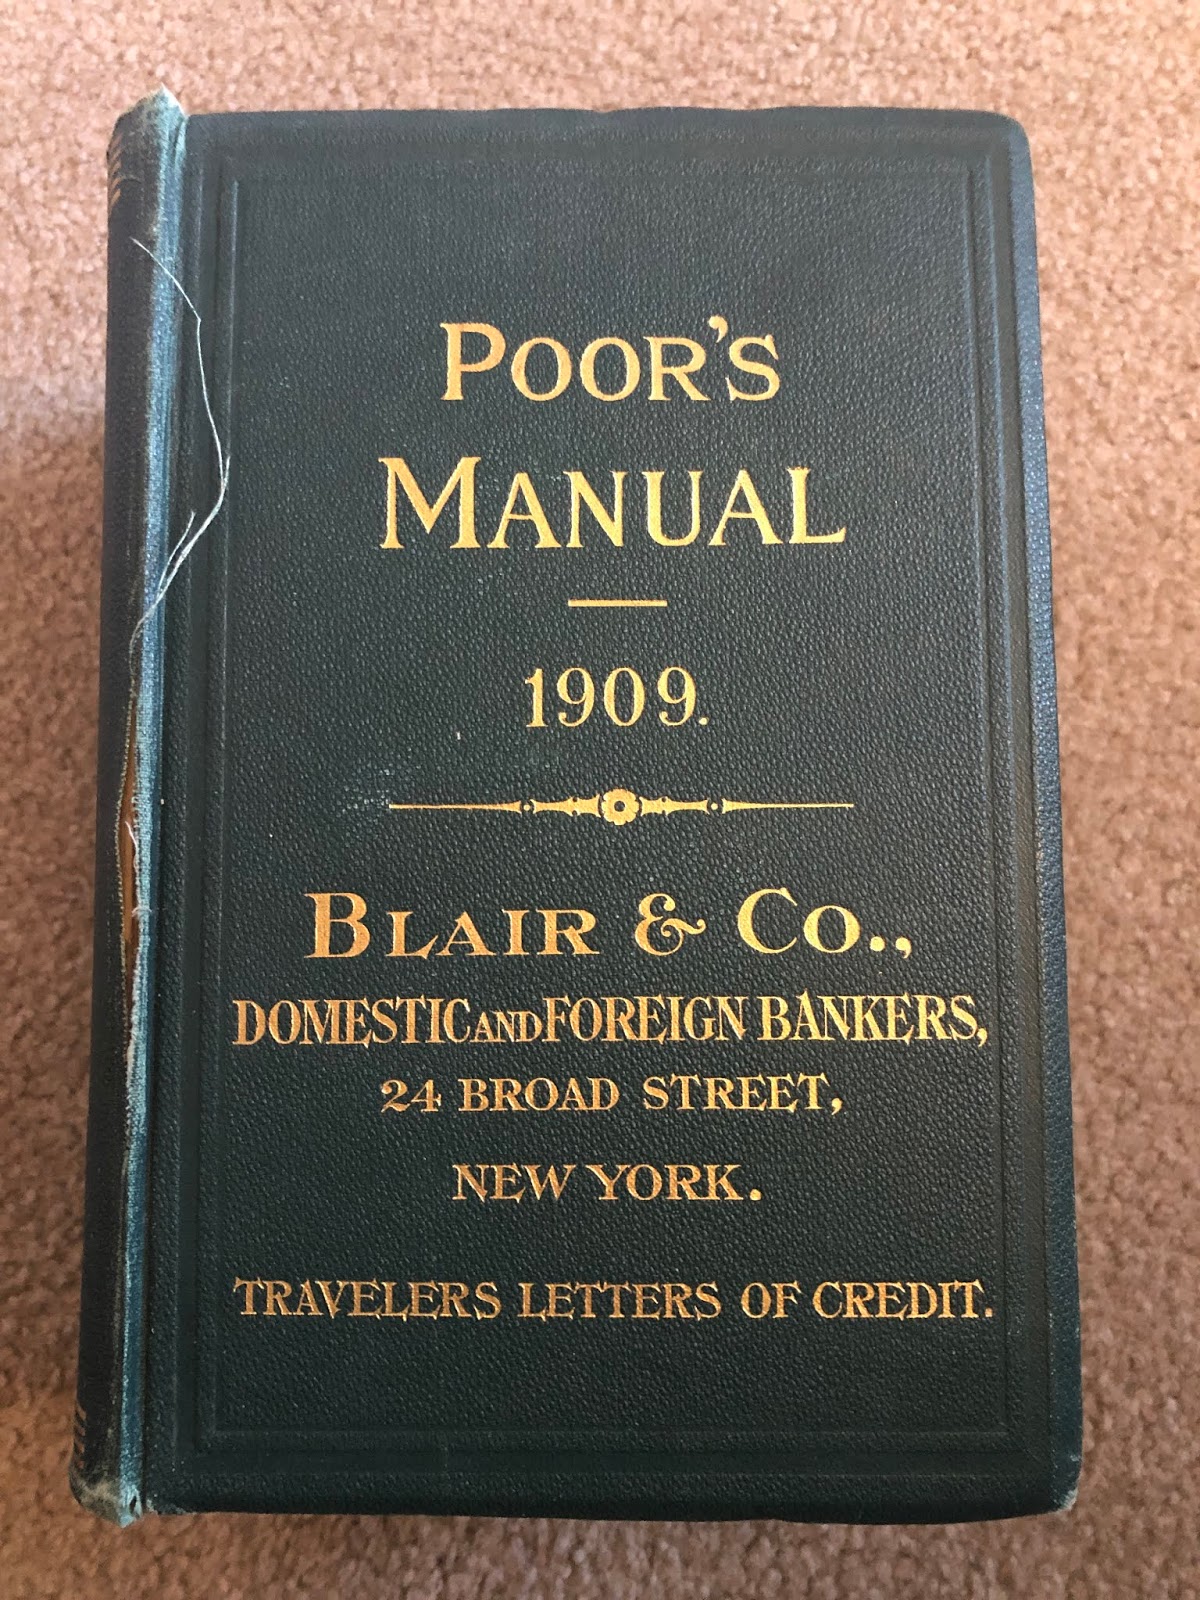 POOR'S
MANUAL
1909.
BLAIR & CO.,
DOMESTIC AND FOREIGN BANKERS,
24 BROAD STREET,
NEW YORK.
TRAVELERS LETTERS OF CREDIT.